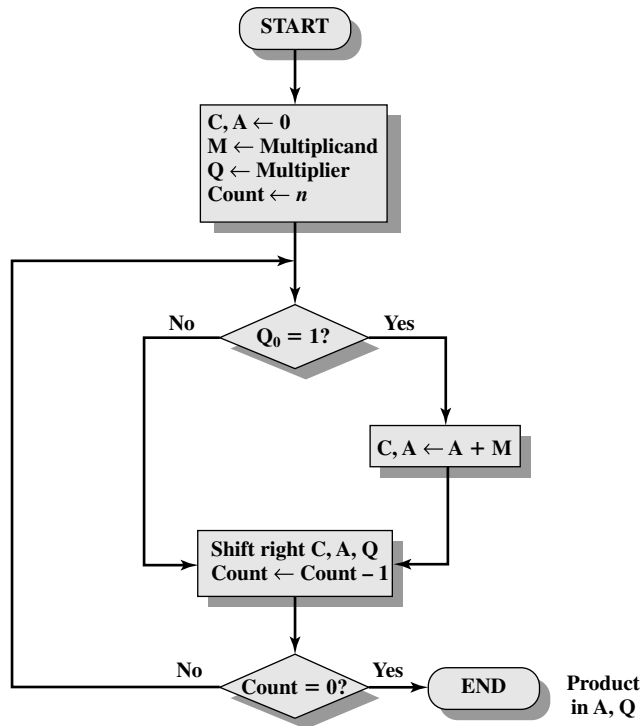 START
C, A ← 0
M ← Multiplicand
Q ← Multiplier
Count ← n
No
Q₀ = 1?
Yes
C, A ← A + M
Shift right C, A, Q
Count ← Count – 1
No
Count = 0?
Yes
END
Product
in A, Q